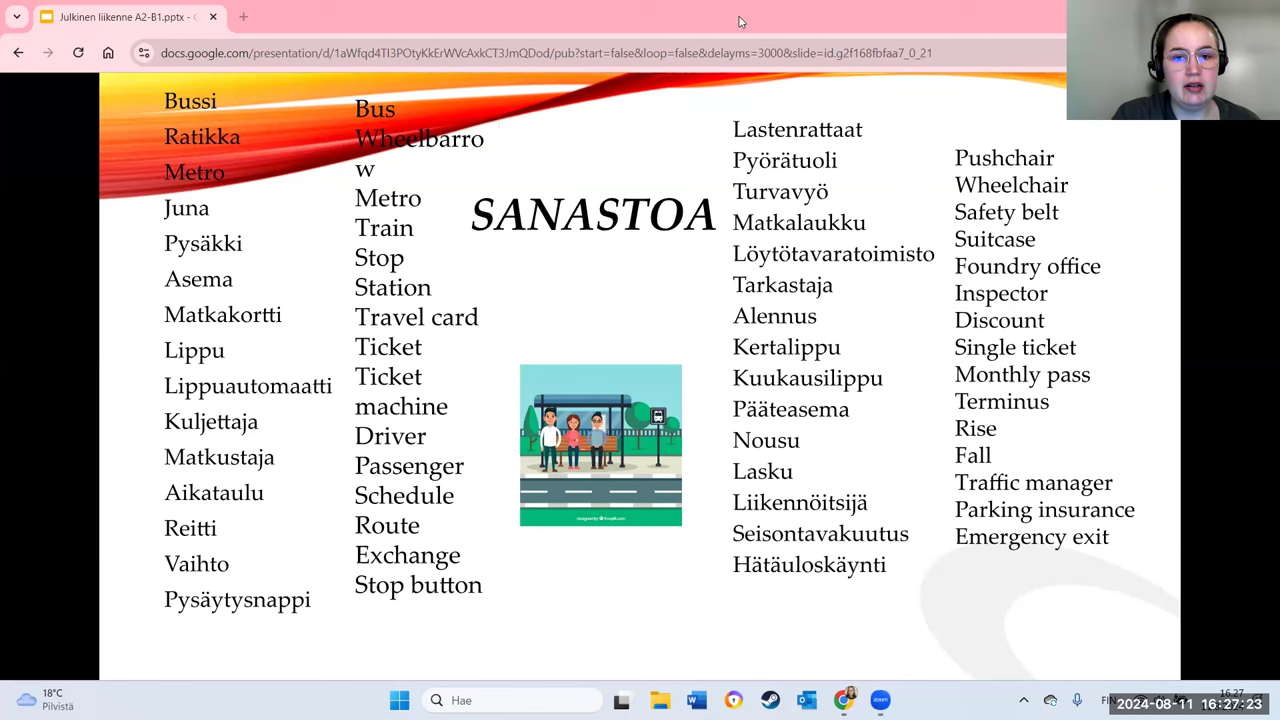 Julkinen liikenne A2-B1.pptx - G
docs.google.com/presentation/d/1aWfqd4Tl3POtyKkErWVcAxkCT3JmQDod/pub?start=false&loop=false&delayms=3000&slide=id.g2f168fbfaa7_0_21
Bussi
Ratikka
Metro
Juna
Pysäkki
Asema
Matkakortti
Lippu
Lippuautomaatti
Kuljettaja
Matkustaja
Aikataulu
Reitti
Vaihto
Pysäytysnappi
Bus
Wheelbarro
w
Metro
Train
Stop
Station
Travel card
Ticket
Ticket
machine
Driver
Passenger
Schedule
Route
Exchange
Stop button
SANASTOA
Lastenrattaat
Pyörätuoli
Turvavyö
Matkalaukku
Löytötavaratoimisto
Tarkastaja
Alennus
Kertalippu
Kuukausilippu
Pääteasema
Nousu
Lasku
Liikennöitsijä
Seisontavakuutus
Hätäuloskäynti
Pushchair
Wheelchair
Safety belt
Suitcase
Foundry office
Inspector
Discount
Single ticket
Monthly pass
Terminus
Rise
Fall
Traffic manager
Parking insurance
Emergency exit
18°C
Pilvistä
Hae
FIN
16.27
2024-08-11 16:27:23